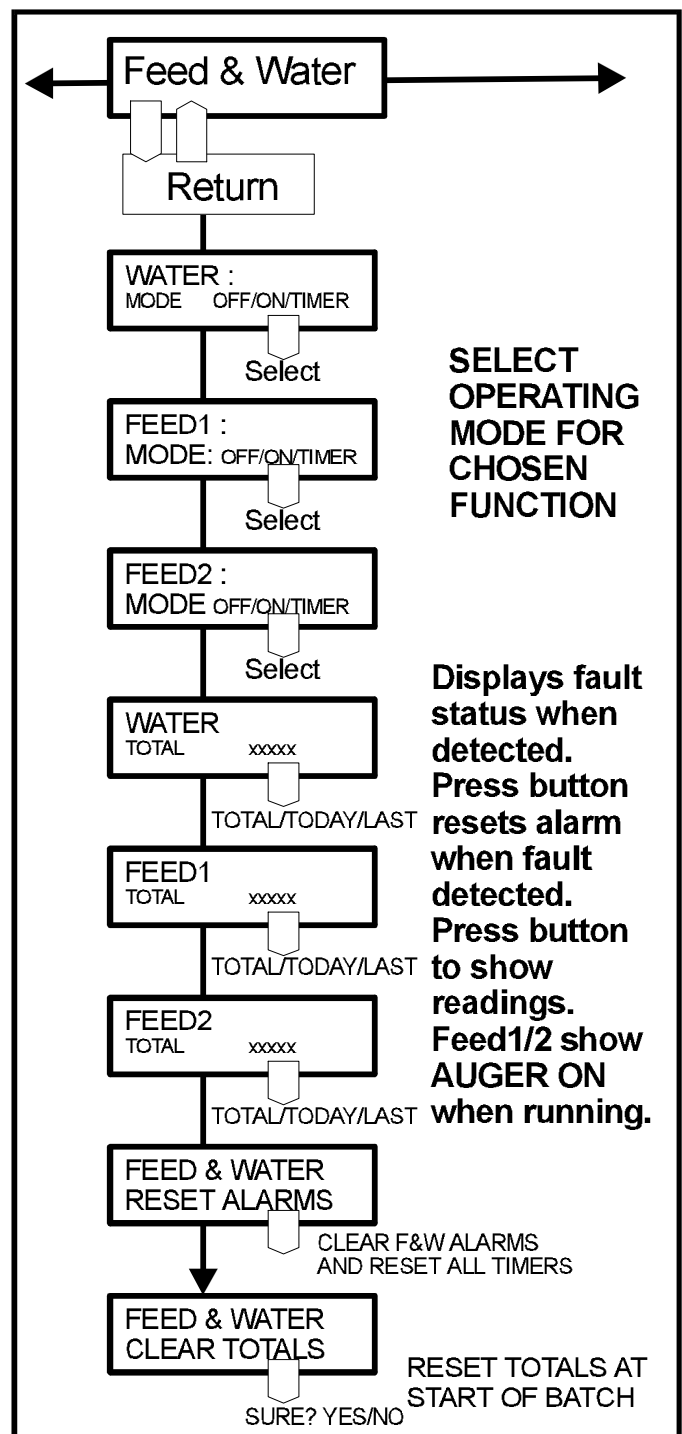 Feed & Water
Return
WATER :
MODE OFF/ON/TIMER
Select
FEED1 :
MODE: OFF/ON/TIMER
Select
FEED2 :
MODE OFF/ON/TIMER
Select
SELECT
OPERATING
MODE FOR
CHOSEN
FUNCTION
WATER
TOTAL xxxxx
TOTAL/TODAY/LAST
FEED1
TOTAL xxxxx
TOTAL/TODAY/LAST
FEED2
TOTAL xxxxx
TOTAL/TODAY/LAST
Displays fault
status when
detected.
Press button
resets alarm
when fault
detected.
Press button
to show
readings.
Feed1/2 show
AUGER ON
when running.
FEED & WATER
RESET ALARMS
CLEAR F&W ALARMS
AND RESET ALL TIMERS
FEED & WATER
CLEAR TOTALS
SURE? YES/NO
RESET TOTALS AT
START OF BATCH